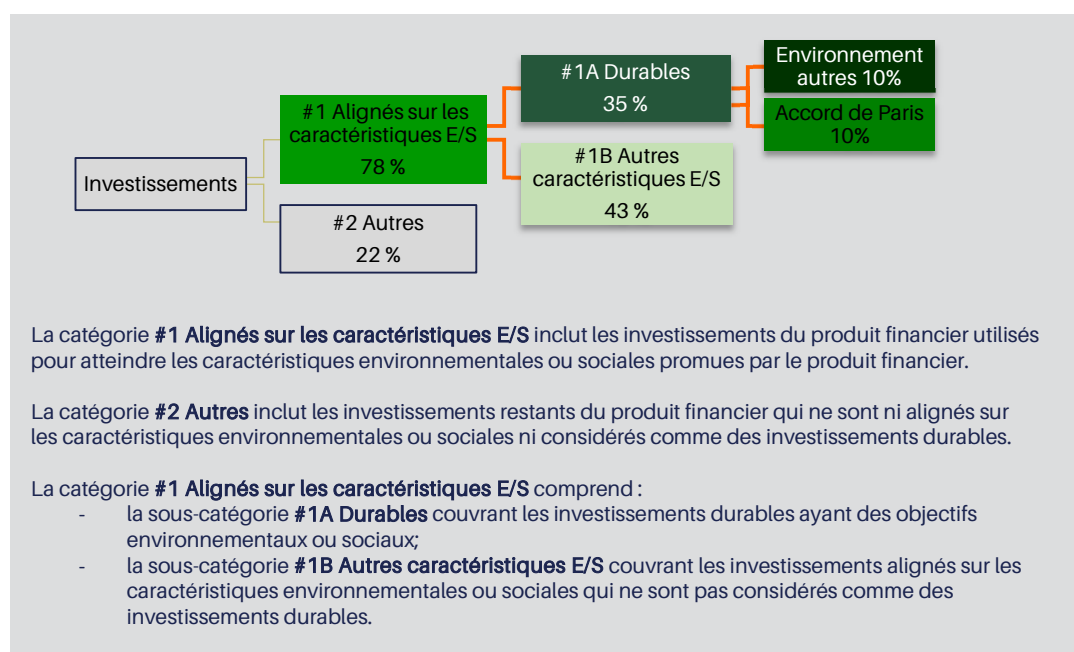 Investissements
#1 Alignés sur les
caractéristiques E/S
78 %
#2 Autres
22 %
#1A Durables
35 %
#1B Autres
caractéristiques E/S
43 %
Environnement
autres 10%
Accord de Paris
10%
La catégorie #1 Alignés sur les caractéristiques E/S inclut les investissements du produit financier utilisés
pour atteindre les caractéristiques environnementales ou sociales promues par le produit financier.
La catégorie #2 Autres inclut les investissements restants du produit financier qui ne sont ni alignés sur
les caractéristiques environnementales ou sociales ni considérés comme des investissements durables.
La catégorie #1 Alignés sur les caractéristiques E/S comprend :
- la sous-catégorie #1A Durables couvrant les investissements durables ayant des objectifs
environnementaux ou sociaux;
- la sous-catégorie #1B Autres caractéristiques E/S couvrant les investissements alignés sur les
caractéristiques environnementales ou sociales qui ne sont pas considérés comme des
investissements durables.